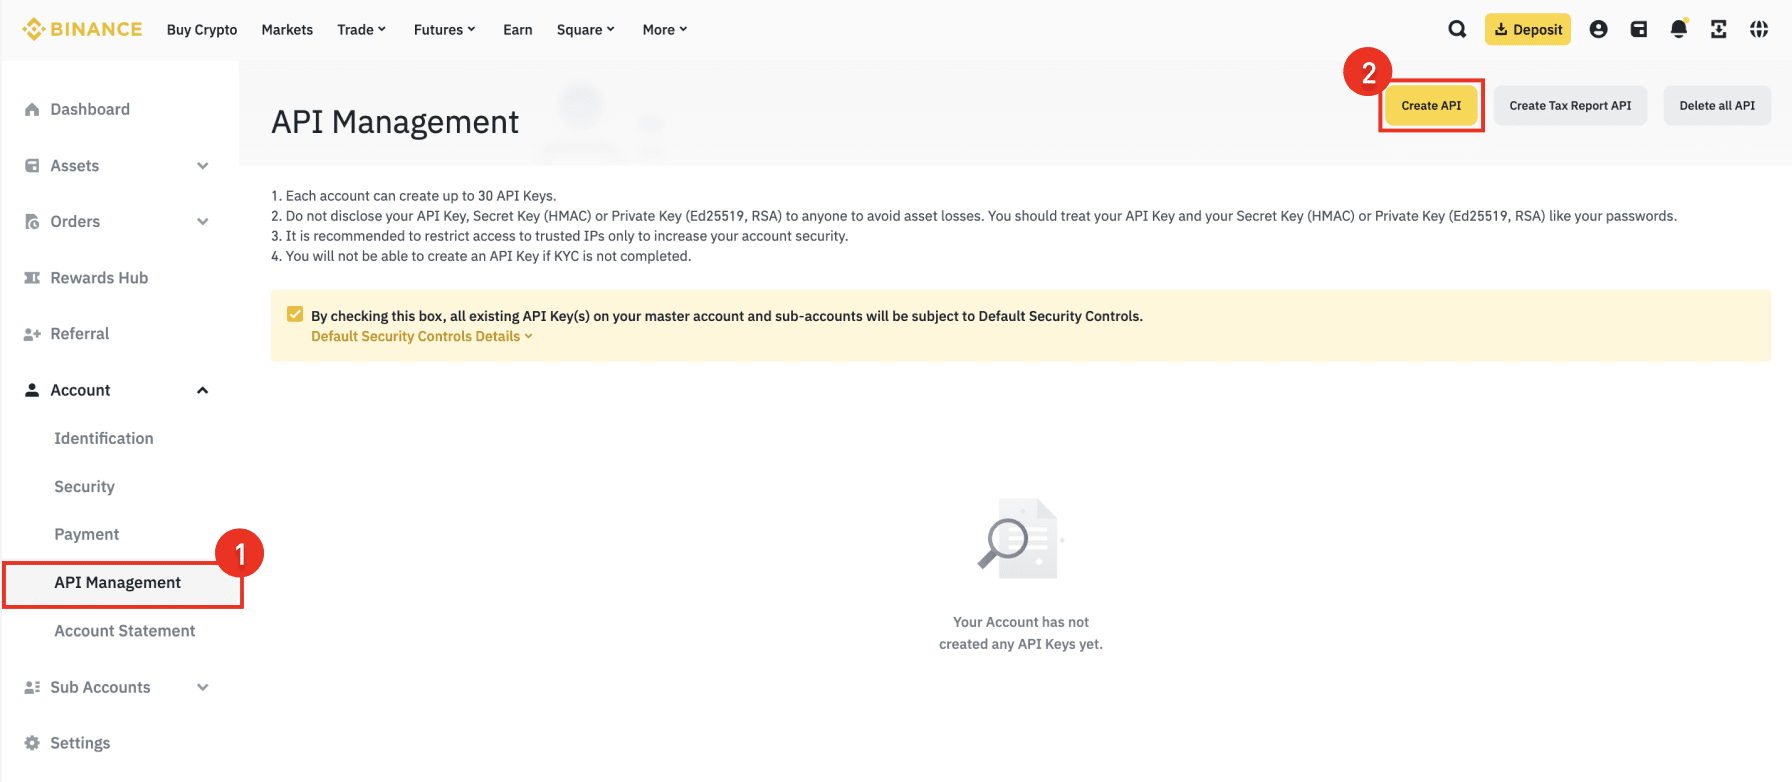 BINANCE Buy Crypto Markets Trade Futures Earn Square More Deposit
Dashboard
Assets
Orders
Rewards Hub
Referral
Account
Identification
Security
Payment
1
API Management
Account Statement
Sub Accounts
Settings
API Management
2
Create API Create Tax Report API Delete all API
1. Each account can create up to 30 API Keys.
2. Do not disclose your API Key, Secret Key (HMAC) or Private Key (Ed25519, RSA) to anyone to avoid asset losses. You should treat your API Key and your Secret Key (HMAC) or Private Key (Ed25519, RSA) like your passwords.
3. It is recommended to restrict access to trusted IPs only to increase your account security.
4. You will not be able to create an API Key if KYC is not completed.
By checking this box, all existing API Key(s) on your master account and sub-accounts will be subject to Default Security Controls.
Default Security Controls Details
Your Account has not
created any API Keys yet.